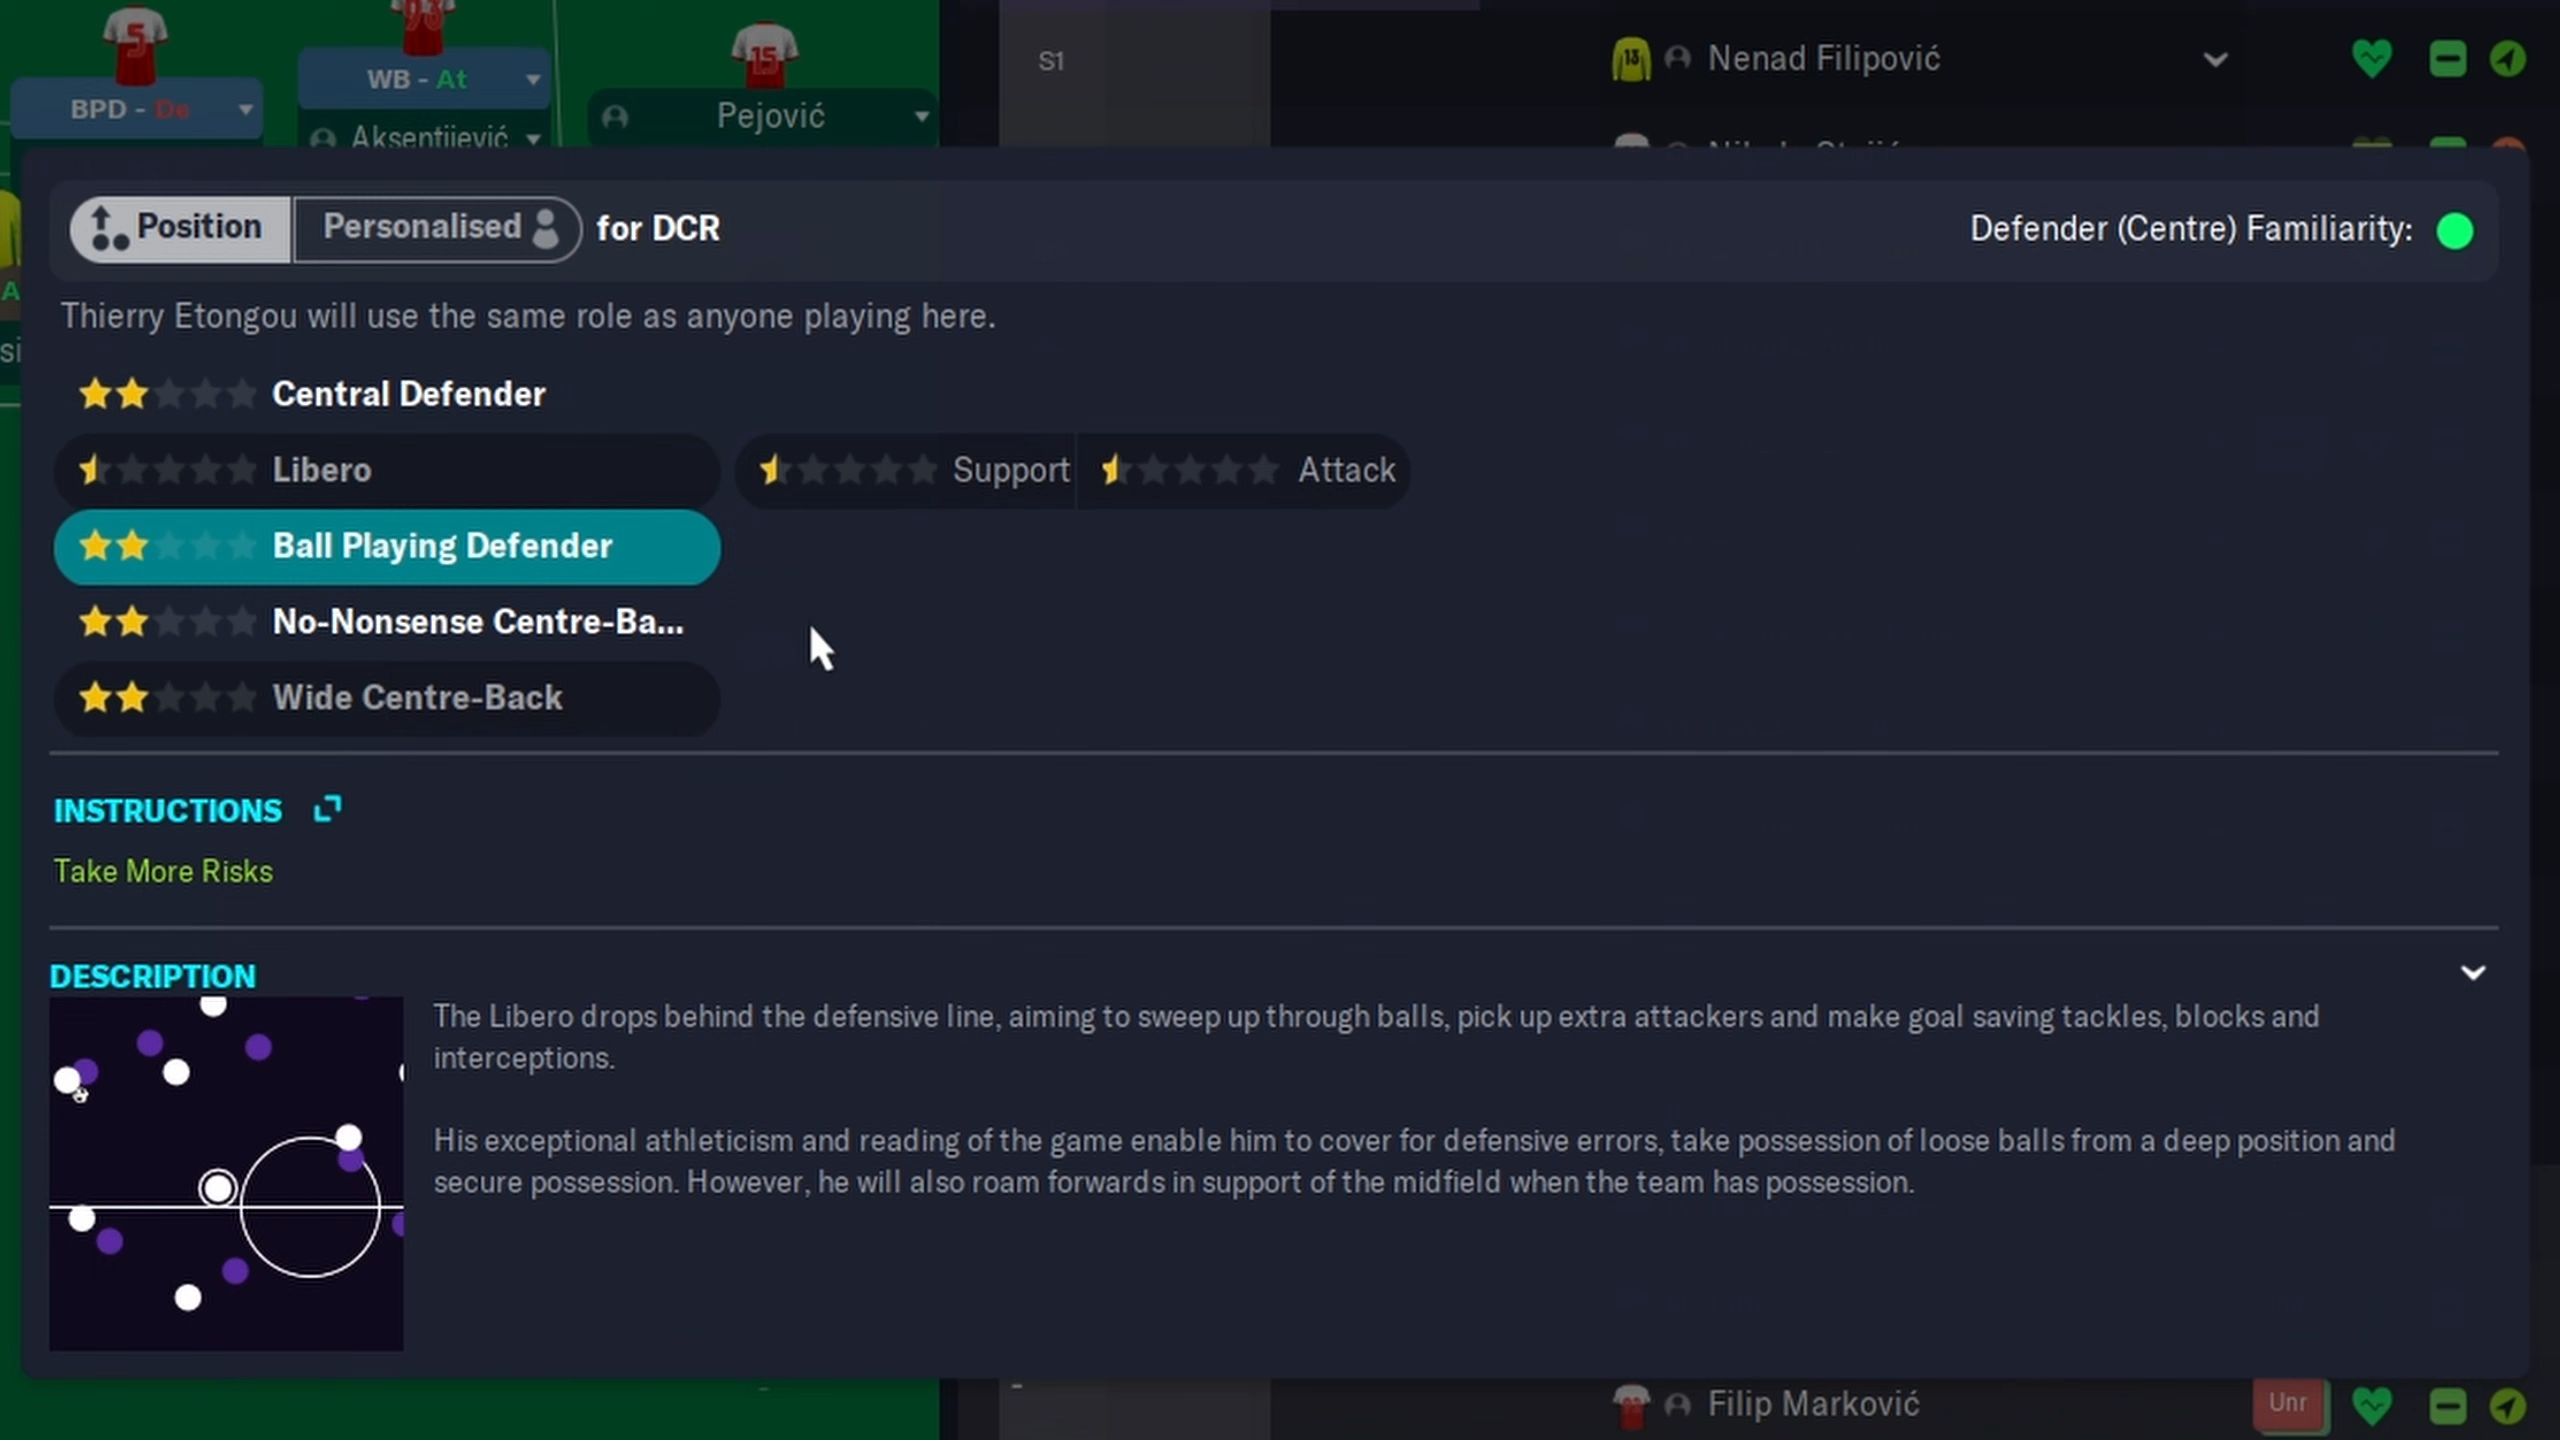 5
93
15
S1
13
Nenad Filipović
WB - At
BPD - De
Pejović
Aksentijević
Position
Personalised
for DCR
Defender (Centre) Familiarity:
Thierry Etongou will use the same role as anyone playing here.
Central Defender
Libero
Support
Attack
Ball Playing Defender
No-Nonsense Centre-Ba...
Wide Centre-Back
INSTRUCTIONS
Take More Risks
DESCRIPTION
The Libero drops behind the defensive line, aiming to sweep up through balls, pick up extra attackers and make goal saving tackles, blocks and
interceptions.
His exceptional athleticism and reading of the game enable him to cover for defensive errors, take possession of loose balls from a deep position and
secure possession. However, he will also roam forwards in support of the midfield when the team has possession.
Filip Marković
Unr